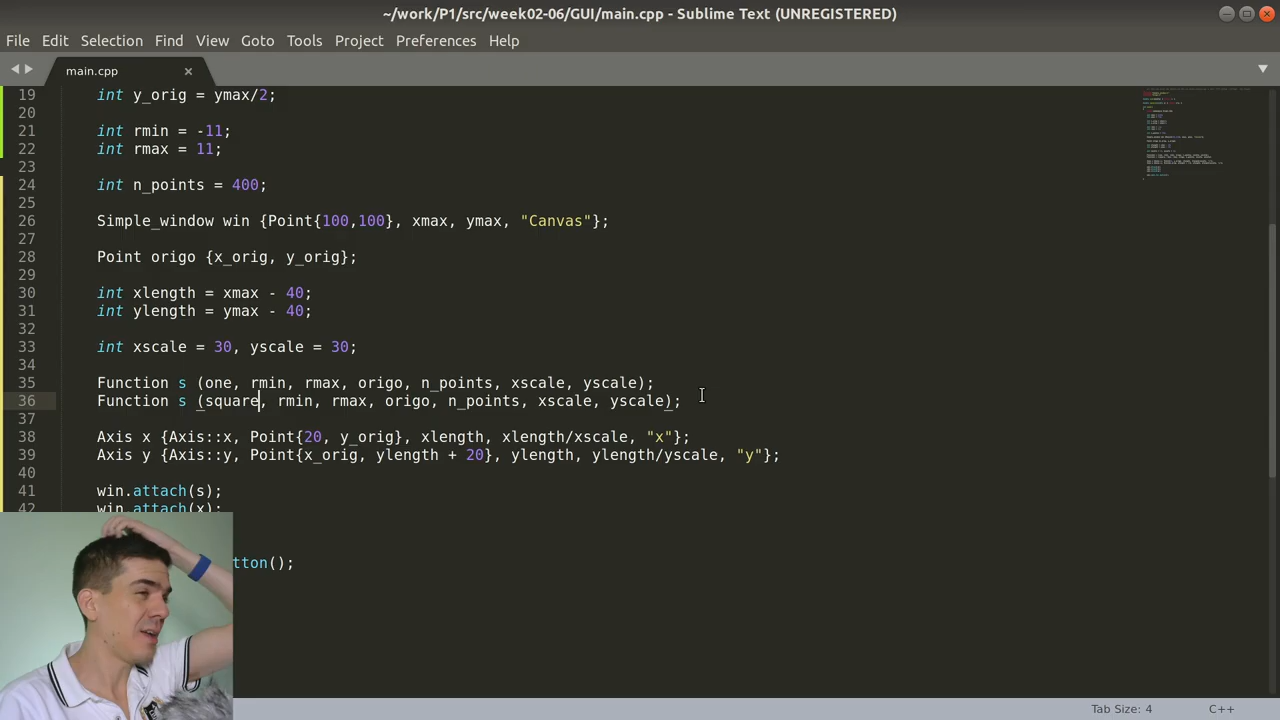 ~/work/P1/src/week02-06/GUI/main.cpp - Sublime Text (UNREGISTERED)
File Edit Selection Find View Goto Tools Project Preferences Help
main.cpp
19 int y_orig = ymax/2;
20
21 int rmin = -11;
22 int rmax = 11;
23
24 int n_points = 400;
25
26 Simple_window win {Point{100,100}, xmax, ymax, "Canvas"};
27
28 Point origo {x_orig, y_orig};
29
30 int xlength = xmax - 40;
31 int ylength = ymax - 40;
32
33 int xscale = 30, yscale = 30;
34
35 Function s (one, rmin, rmax, origo, n_points, xscale, yscale);
36 Function s (square, rmin, rmax, origo, n_points, xscale, yscale);
37
38 Axis x {Axis::x, Point{20, y_orig}, xlength, xlength/xscale, "x"};
39 Axis y {Axis::y, Point{x_orig, ylength + 20}, ylength, ylength/yscale, "y"};
40
41 win.attach(s);
42 win.attach(x);
tton();
Tab Size: 4 C++